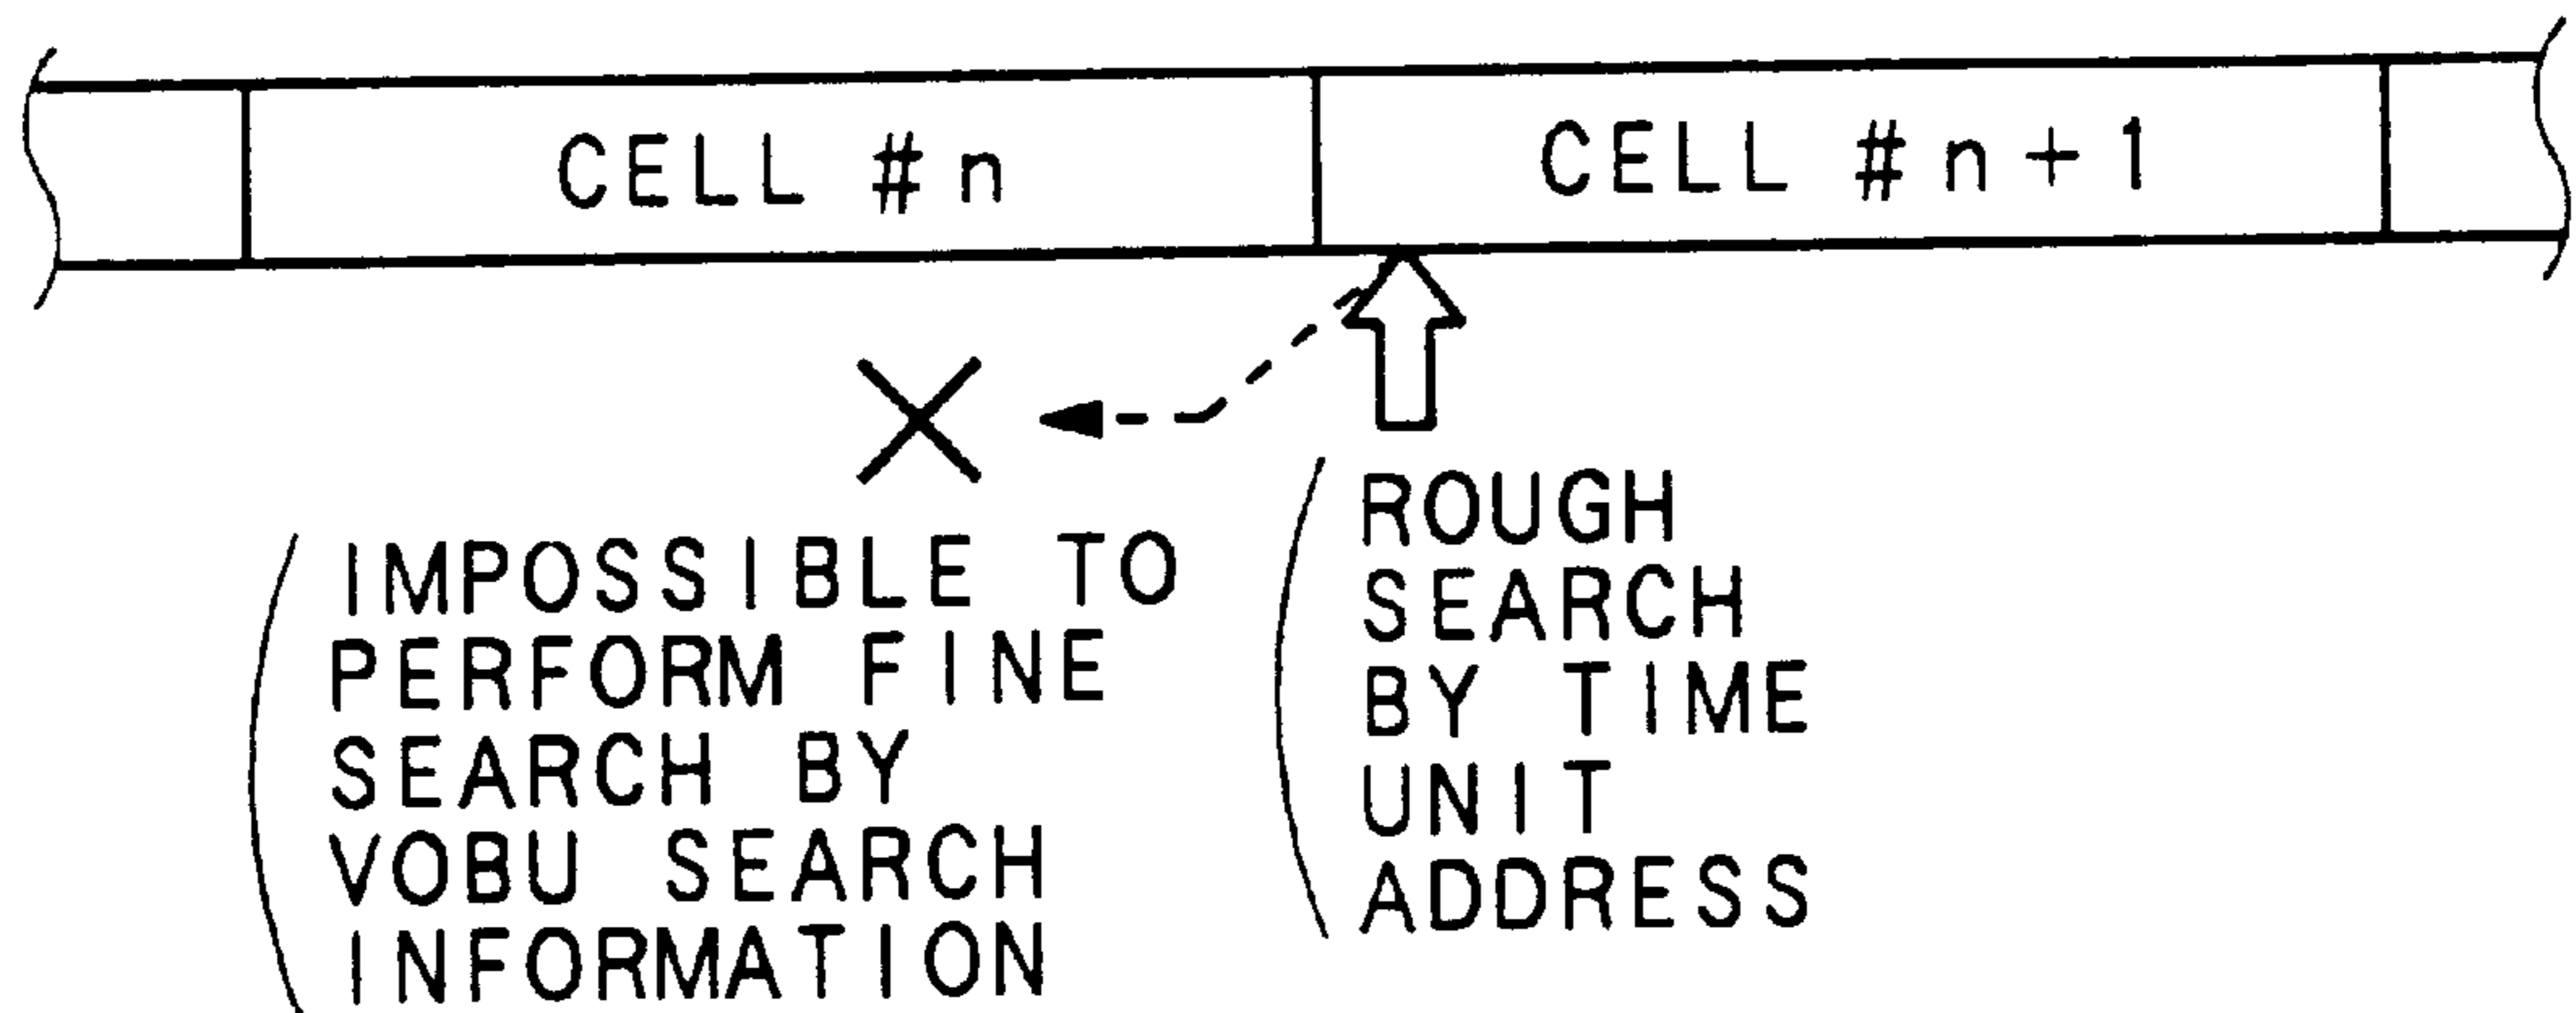 CELL #n
CELL #n+1
IMPOSSIBLE TO
PERFORM FINE
SEARCH BY
VOBU SEARCH
INFORMATION
ROUGH
SEARCH
BY TIME
UNIT
ADDRESS